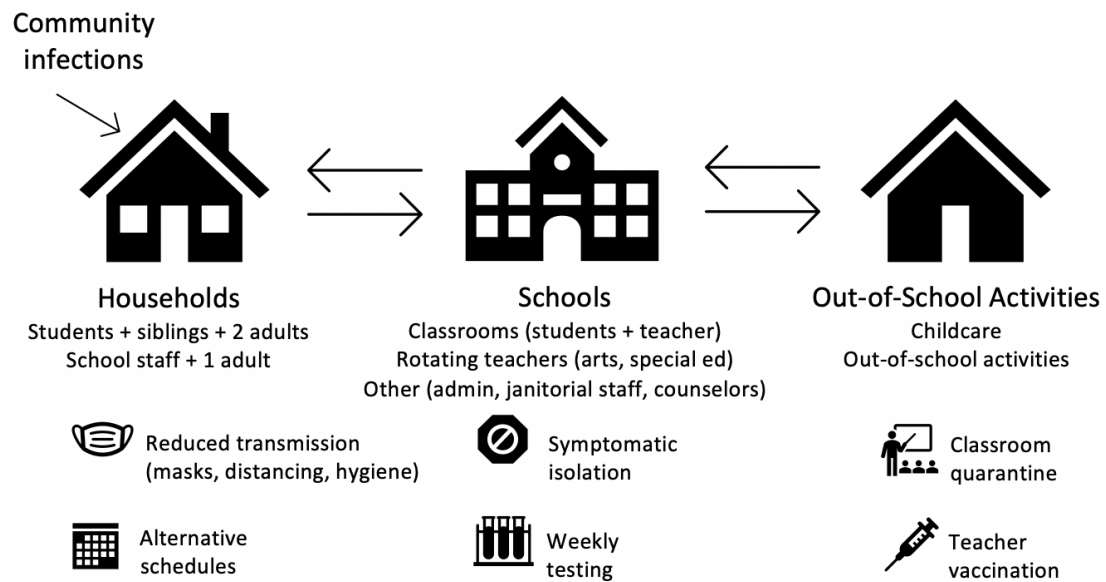 Community
infections
Households
Students + siblings + 2 adults
School staff + 1 adult
Schools
Classrooms (students + teacher)
Rotating teachers (arts, special ed)
Other (admin, janitorial staff, counselors)
Out-of-School Activities
Childcare
Out-of-school activities
Reduced transmission
(masks, distancing, hygiene)
Symptomatic
isolation
Classroom
quarantine
Alternative
schedules
Weekly
testing
Teacher
vaccination